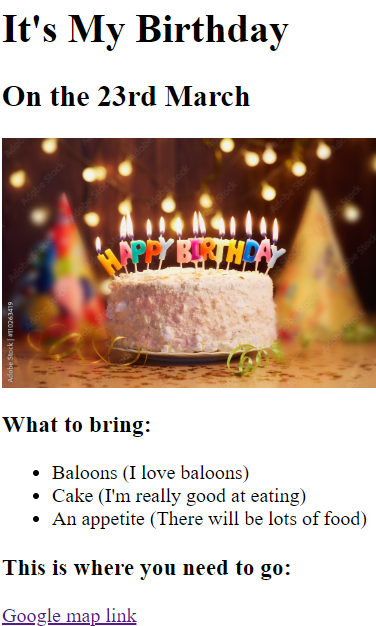 It's My Birthday
On the 23rd March
HAPPY BIRTHDAY
Adobe Stock | #110263419
What to bring:
Baloons (I love baloons)
Cake (I'm really good at eating)
An appetite (There will be lots of food)
This is where you need to go:
Google map link